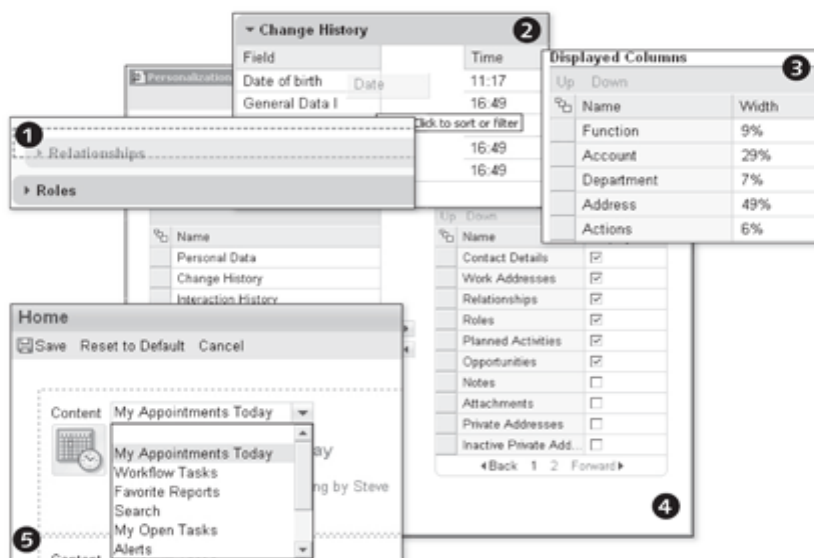 Change History
2
Field
Time
Date of birth
Date
11:17
General Data I
16:49
Click to sort or filter
16:49
16:49
Displayed Columns
3
Up Down
Name Width
Function 9%
Account 29%
Department 7%
Address 49%
Actions 6%
Personalization
1
Relationships
Roles
Name
Personal Data
Change History
Interaction History
Up Down
Name
Contact Details
Work Addresses
Relationships
Roles
Planned Activities
Opportunities
Notes
Attachments
Private Addresses
Inactive Private Add...
Back 1 2 Forward
4
Home
Save Reset to Default Cancel
Content My Appointments Today
My Appointments Today
ay
Workflow Tasks
Favorite Reports
ng by Steve
Search
My Open Tasks
Alerts
5
Content